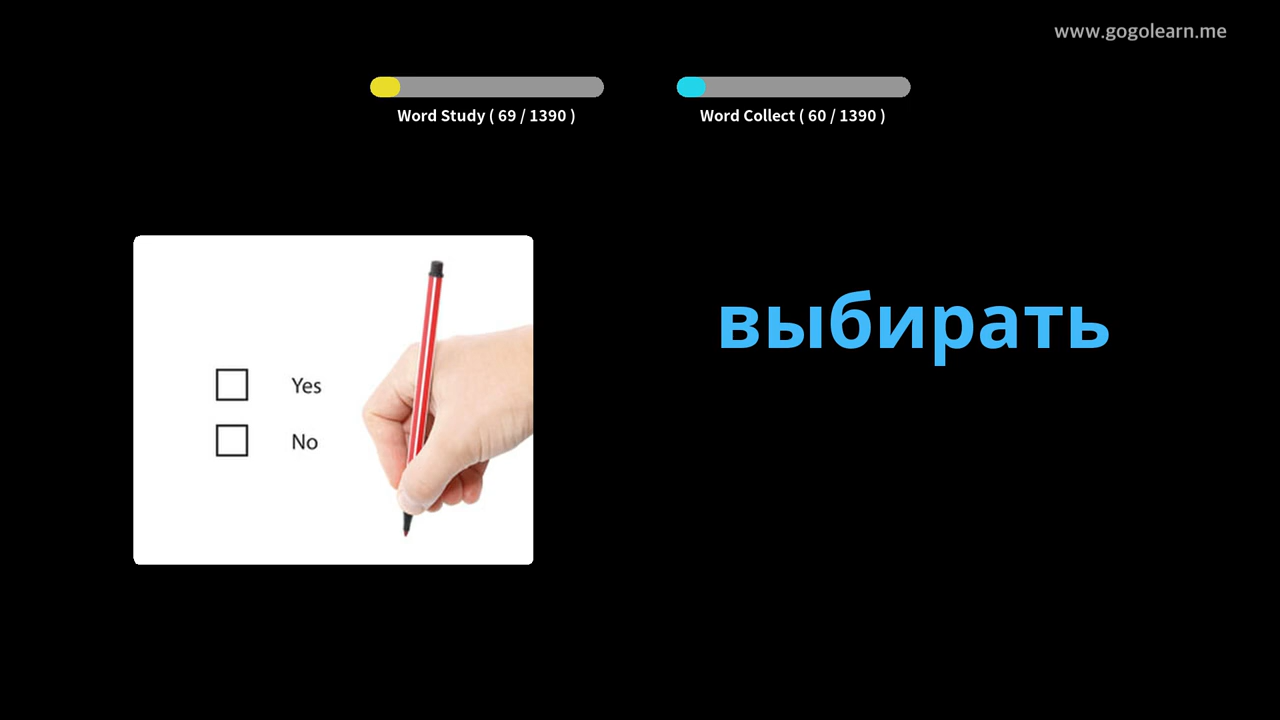 www.gogolearn.me
Word Study ( 69 / 1390 )
Word Collect ( 60 / 1390 )
выбирать
Yes
No